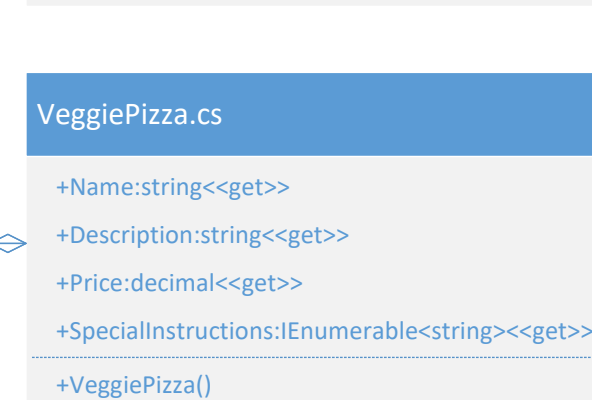 VeggiePizza.cs
+Name:string<<get>>
+Description:string<<get>>
+Price:decimal<<get>>
+SpecialInstructions:IEnumerable<string><<get>>
+VeggiePizza()